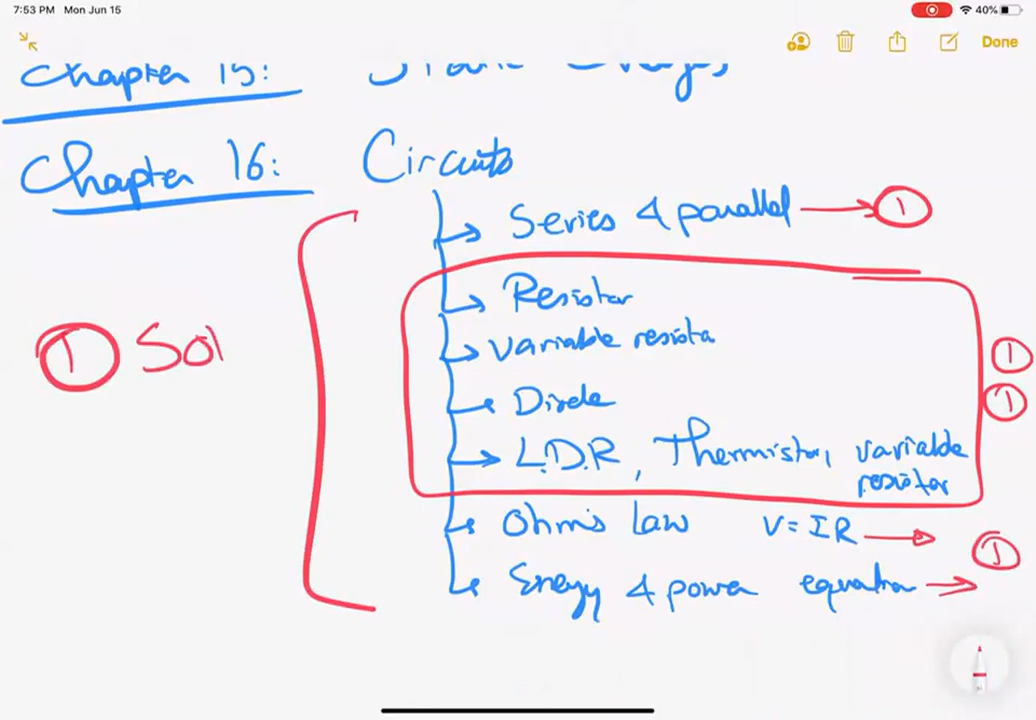 7:53 PM Mon Jun 15
40%
Done
Chapter 15:
Chapter 16: Circuits
Series & parallel → 1
Resistor
Variable resista
1
Diode
1
L.D.R, Thermistor, variable
resistor
Ohm's law V = IR →
1
Energy & power equation →
1 Sol